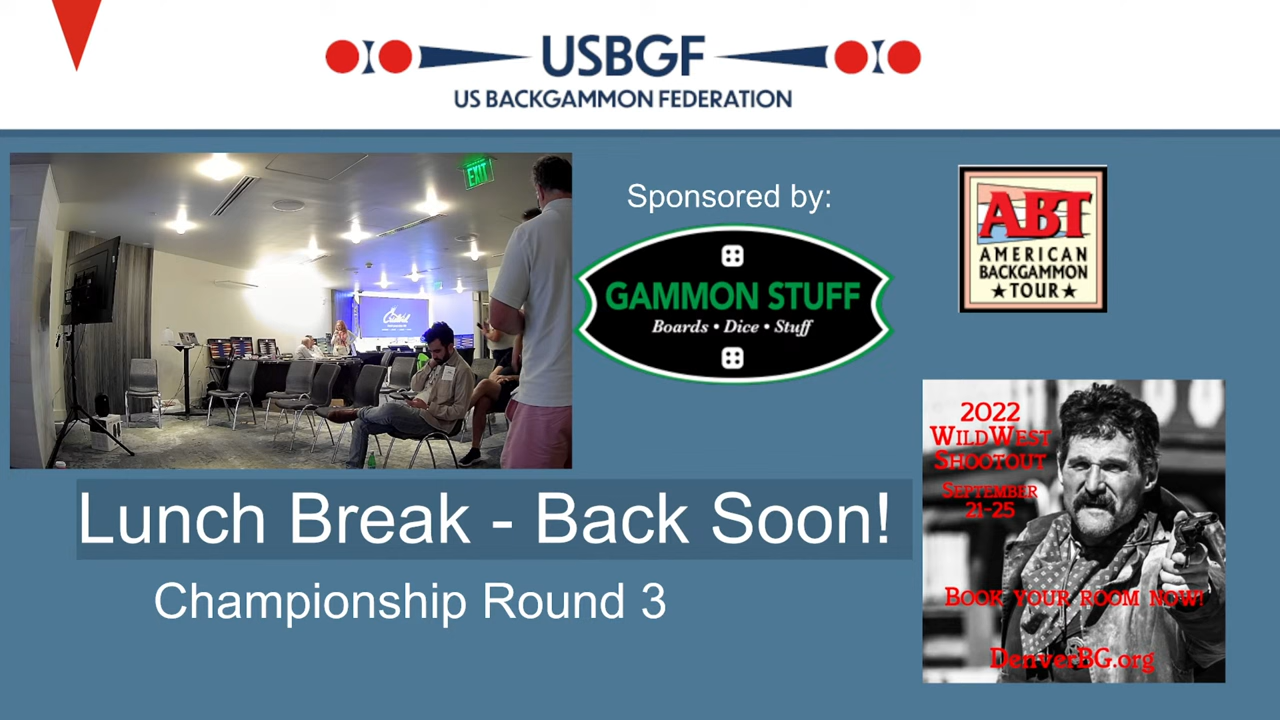 USBGF
US BACKGAMMON FEDERATION
EXIT
Sponsored by:
GAMMON STUFF
Boards • Dice • Stuff
ABT
AMERICAN
BACKGAMMON
★TOUR★
Lunch Break - Back Soon!
Championship Round 3
2022
WildWest
Shootout
September
21-25
Book your room now!
DenverBG.org